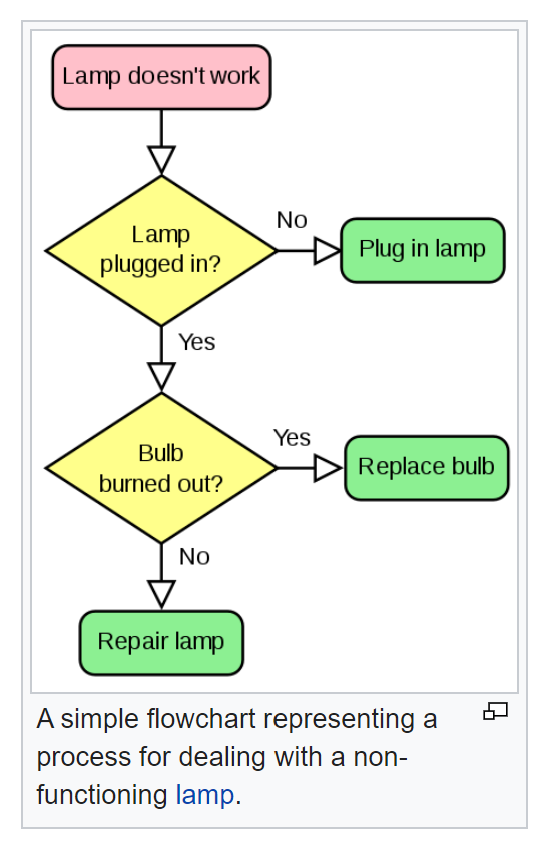 Lamp doesn't work
Lamp
plugged in?
No
Plug in lamp
Yes
Bulb
burned out?
Yes
Replace bulb
No
Repair lamp
A simple flowchart representing a
process for dealing with a non-
functioning lamp.